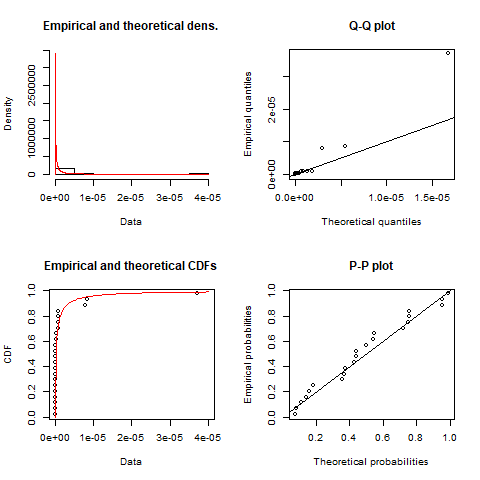 Empirical and theoretical dens.
Density
0 10000000 25000000
0e+00 1e-05 2e-05 3e-05 4e-05
Data
Q-Q plot
Empirical quantiles
0e+00 2e-05
0.0e+00 1.0e-05 1.5e-05
Theoretical quantiles
Empirical and theoretical CDFs
CDF
0.0 0.2 0.4 0.6 0.8 1.0
0e+00 1e-05 2e-05 3e-05 4e-05
Data
P-P plot
Empirical probabilities
0.0 0.2 0.4 0.6 0.8 1.0
0.2 0.4 0.6 0.8 1.0
Theoretical probabilities